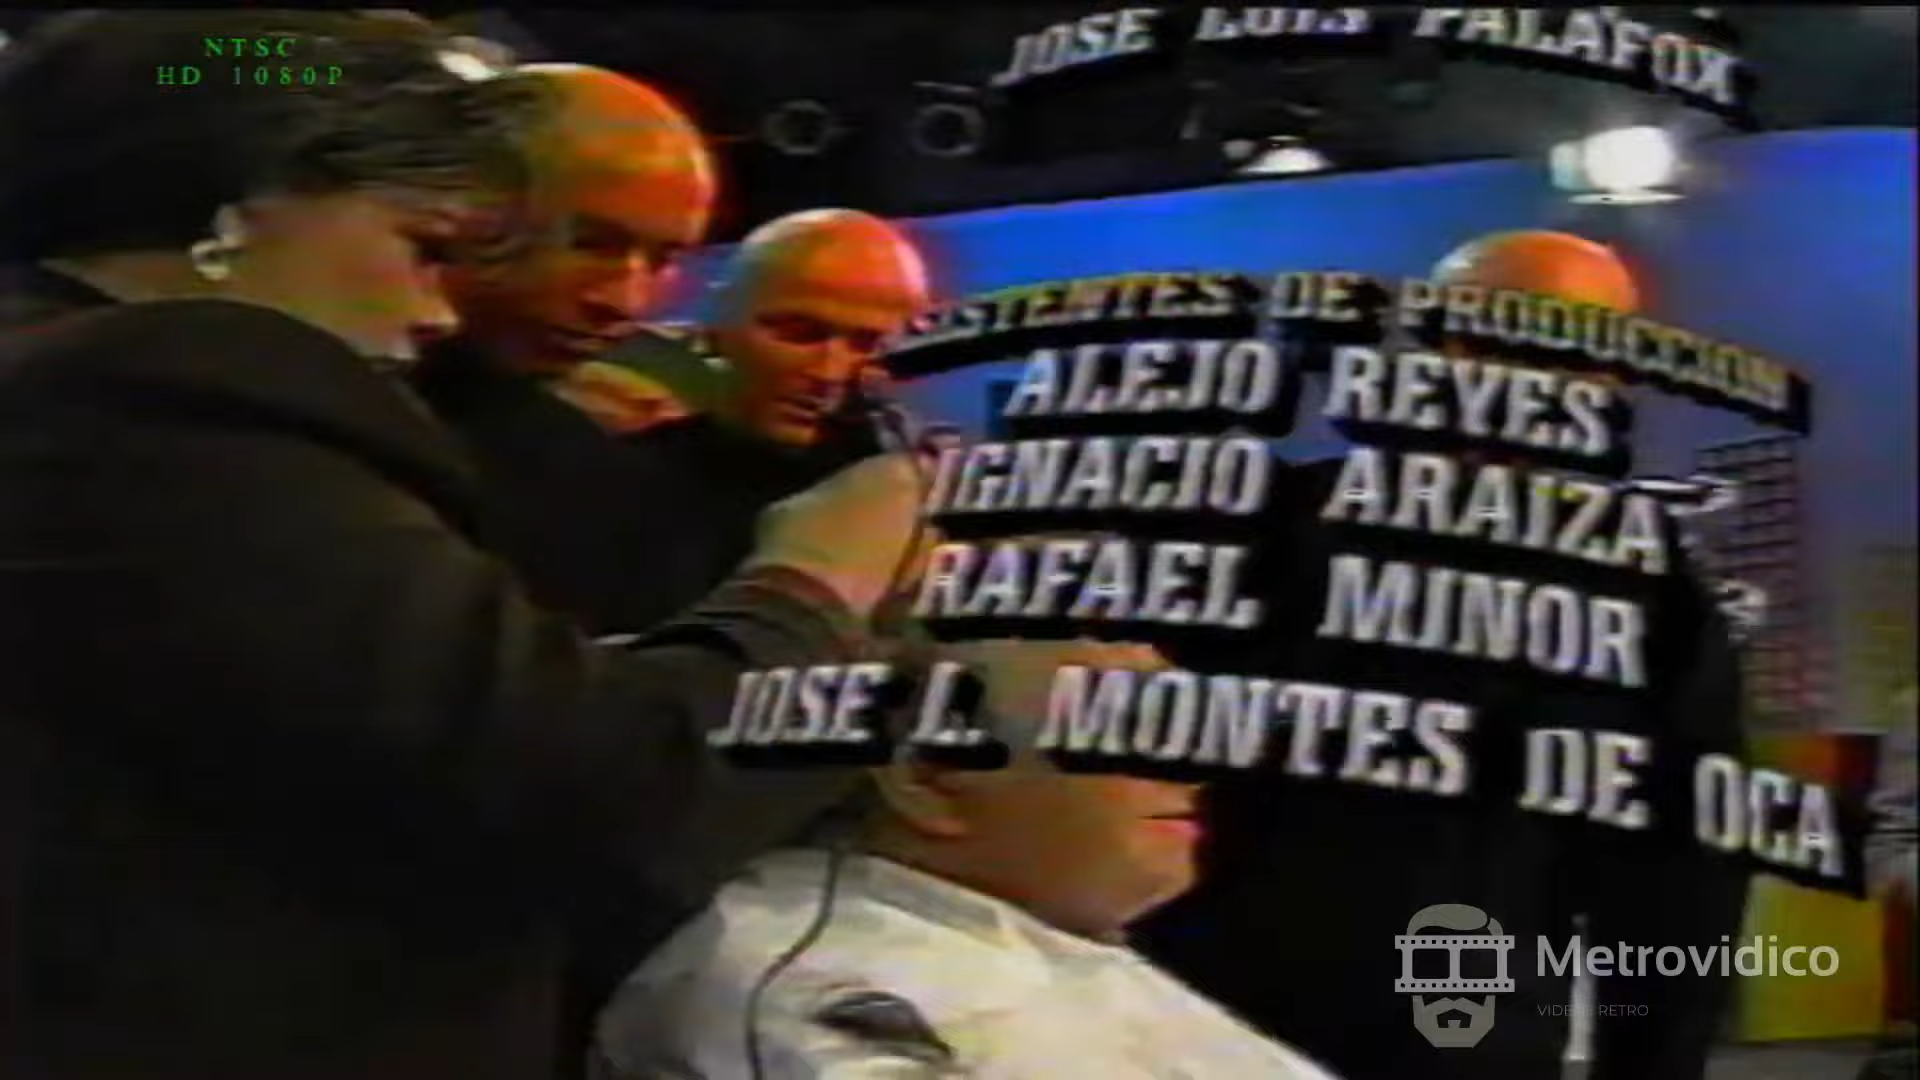 NTSC
HD 1080P
JOSE LUIS PALAFOX
DE PRODUCCION
ALEJO REYES
IGNACIO ARAIZA
RAFAEL MINOR
JOSE L. MONTES DE OCA
Metrovidico
RETRO